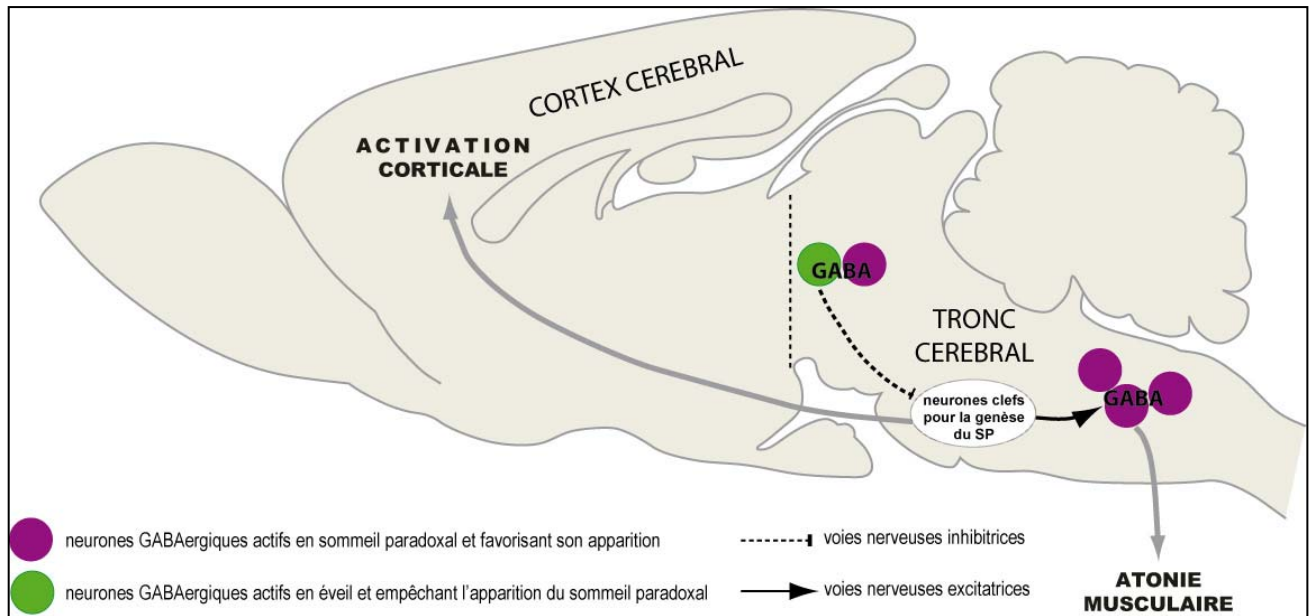 CORTEX CEREBRAL
ACTIVATION
CORTICALE
GABA
TRONC
CEREBRAL
neurones clefs
pour la genèse
du SP
GABA
neurones GABAergiques actifs en sommeil paradoxal et favorisant son apparition
voies nerveuses inhibitrices
neurones GABAergiques actifs en éveil et empêchant l'apparition du sommeil paradoxal
voies nerveuses excitatrices
ATONIE
MUSCULAIRE